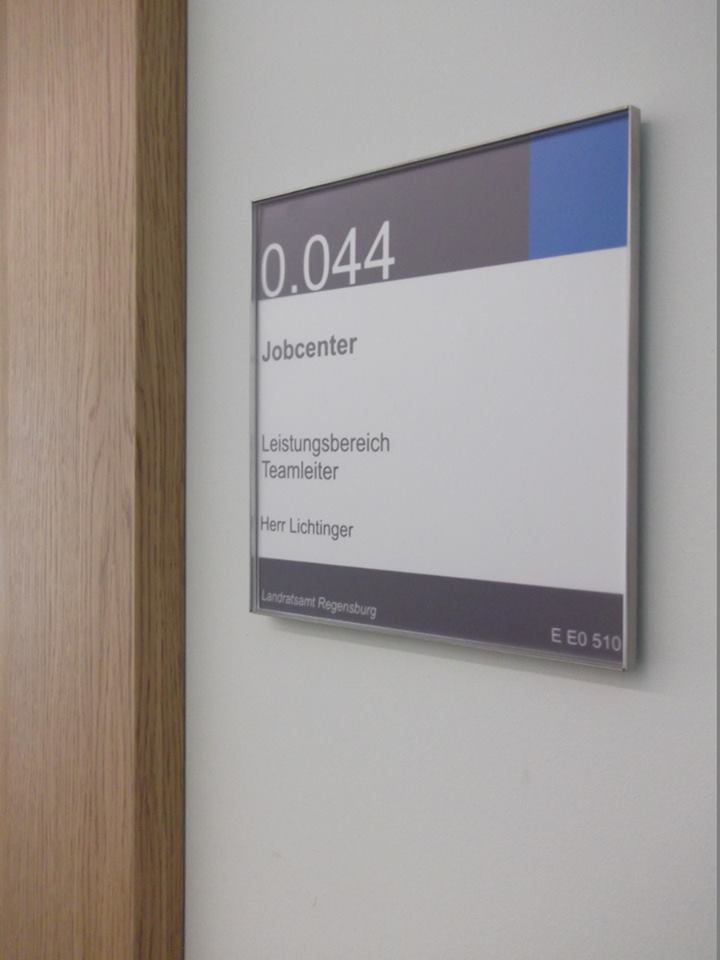 0.044
Jobcenter
Leistungsbereich
Teamleiter
Herr Lichtinger
Landratsamt Regensburg
E E0 510